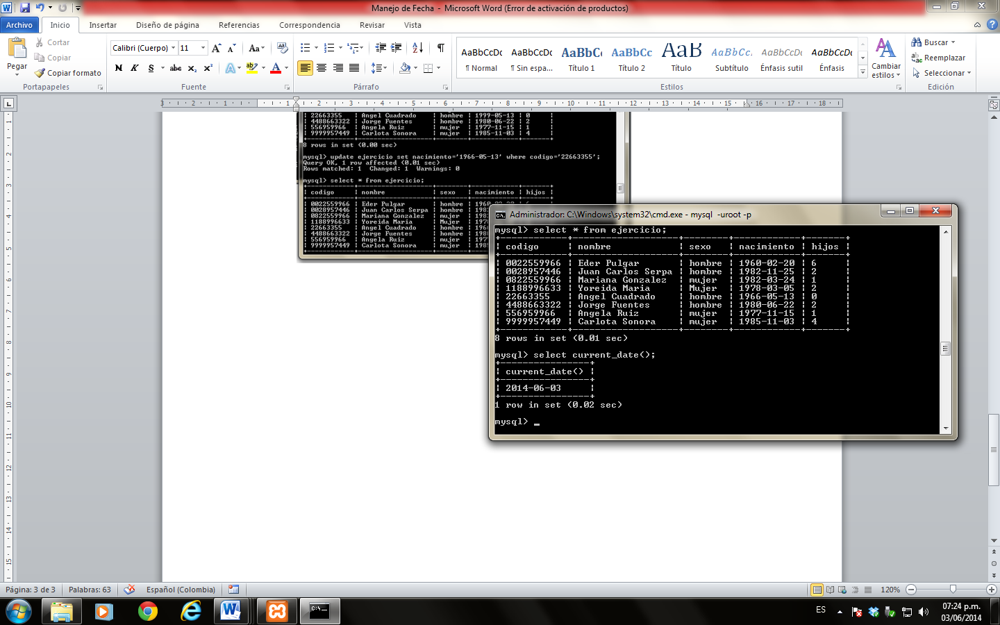 Manejo de Fecha - Microsoft Word (Error de activación de productos)
Archivo Inicio Insertar Diseño de página Referencias Correspondencia Revisar Vista
Pegar
Cortar
Copiar
Copiar formato
Portapapeles
Calibri (Cuerpo) 11
Fuente
Párrafo
AaBbCcDc AaBbCcDc AaBbCc AaBbCc AaB AaBbCc. AaBbCcDc AaBbCcDc
¶ Normal ¶ Sin espa... Título 1 Título 2 Título Subtítulo Énfasis sutil Énfasis
Estilos
Cambiar estilos
Buscar
Reemplazar
Seleccionar
Edición
| 22663355 | Angel Cuadrado | hombre | 1999-05-13 | 0 |
| 4488663322 | Jorge Fuentes | hombre | 1980-06-22 | 2 |
| 556959966 | Angela Ruiz | mujer | 1977-11-15 | 1 |
| 9999957449 | Carlota Sonora | mujer | 1985-11-03 | 4 |
8 rows in set (0.00 sec)
mysql> update ejercicio set nacimiento='1966-05-13' where codigo='22663355';
Query OK, 1 row affected (0.01 sec)
Rows matched: 1 Changed: 1 Warnings: 0
mysql> select * from ejercicio;
| codigo | nombre | sexo | nacimiento | hijos |
| 0022559966 | Eder Pulgar | hombre | 1960-02-20
| 0028957446 | Juan Carlos Serpa | hombre | 198
| 0822559966 | Mariana Gonzalez | mujer | 198
| 1188996633 | Yoreida Maria | Mujer | 197
| 22663355 | Angel Cuadrado | hombre | 196
| 4488663322 | Jorge Fuentes | hombre | 198
| 556959966 | Angela Ruiz | mujer | 197
| 9999957449 | Carlota Sonora | mujer | 198
Administrador: C:\Windows\system32\cmd.exe - mysql -uroot -p
mysql> select * from ejercicio;
| codigo | nombre | sexo | nacimiento | hijos |
| 0022559966 | Eder Pulgar | hombre | 1960-02-20 | 6 |
| 0028957446 | Juan Carlos Serpa | hombre | 1982-11-25 | 2 |
| 0822559966 | Mariana Gonzalez | mujer | 1982-03-24 | 1 |
| 1188996633 | Yoreida Maria | Mujer | 1978-03-05 | 2 |
| 22663355 | Angel Cuadrado | hombre | 1966-05-13 | 0 |
| 4488663322 | Jorge Fuentes | hombre | 1980-06-22 | 2 |
| 556959966 | Angela Ruiz | mujer | 1977-11-15 | 1 |
| 9999957449 | Carlota Sonora | mujer | 1985-11-03 | 4 |
8 rows in set (0.01 sec)
mysql> select current_date();
| current_date() |
| 2014-06-03 |
1 row in set (0.02 sec)
mysql> _
Página: 3 de 3 Palabras: 63 Español (Colombia) 120%
ES 07:24 p.m.
03/06/2014